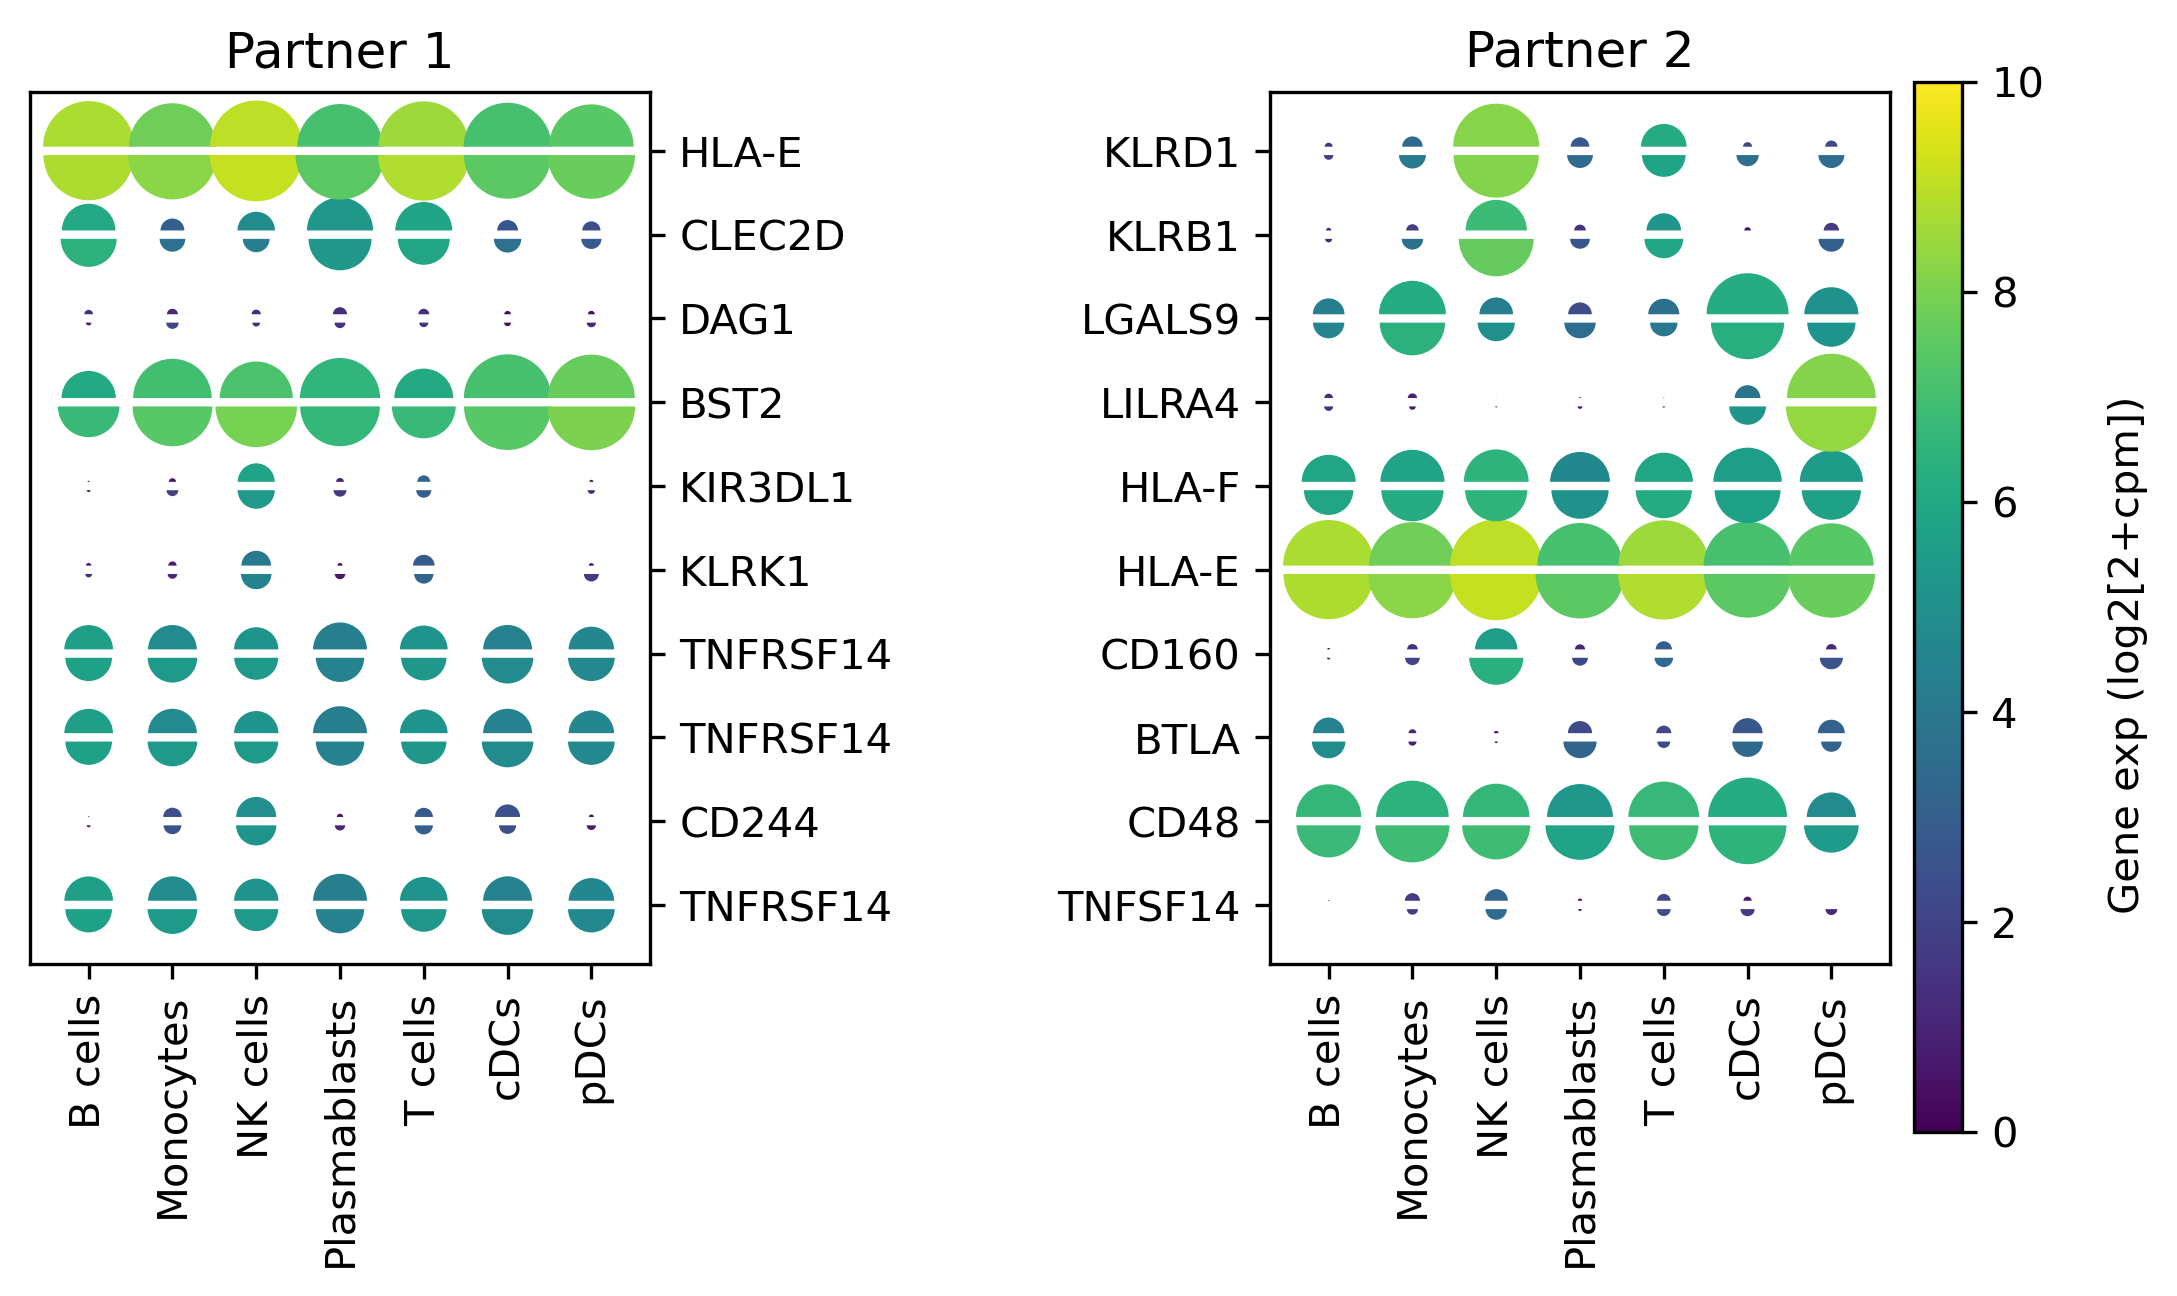 Partner 1
Partner 2
HLA-E
CLEC2D
DAG1
BST2
KIR3DL1
KLRK1
TNFRSF14
TNFRSF14
CD244
TNFRSF14
KLRD1
KLRB1
LGALS9
LILRA4
HLA-F
HLA-E
CD160
BTLA
CD48
TNFSF14
B cells
Monocytes
NK cells
Plasmablasts
T cells
cDCs
pDCs
B cells
Monocytes
NK cells
Plasmablasts
T cells
cDCs
pDCs
10
8
6
4
2
0
Gene exp (log2[2+cpm])